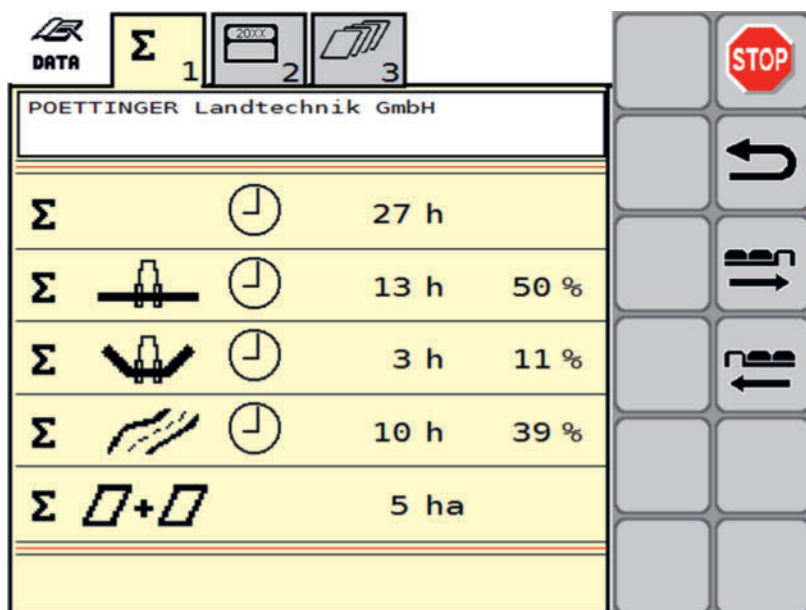 DATA
Σ 1
20XX 2
3
STOP
POETTINGER Landtechnik GmbH
Σ 27 h
Σ 13 h 50 %
Σ 3 h 11 %
Σ 10 h 39 %
Σ + 5 ha